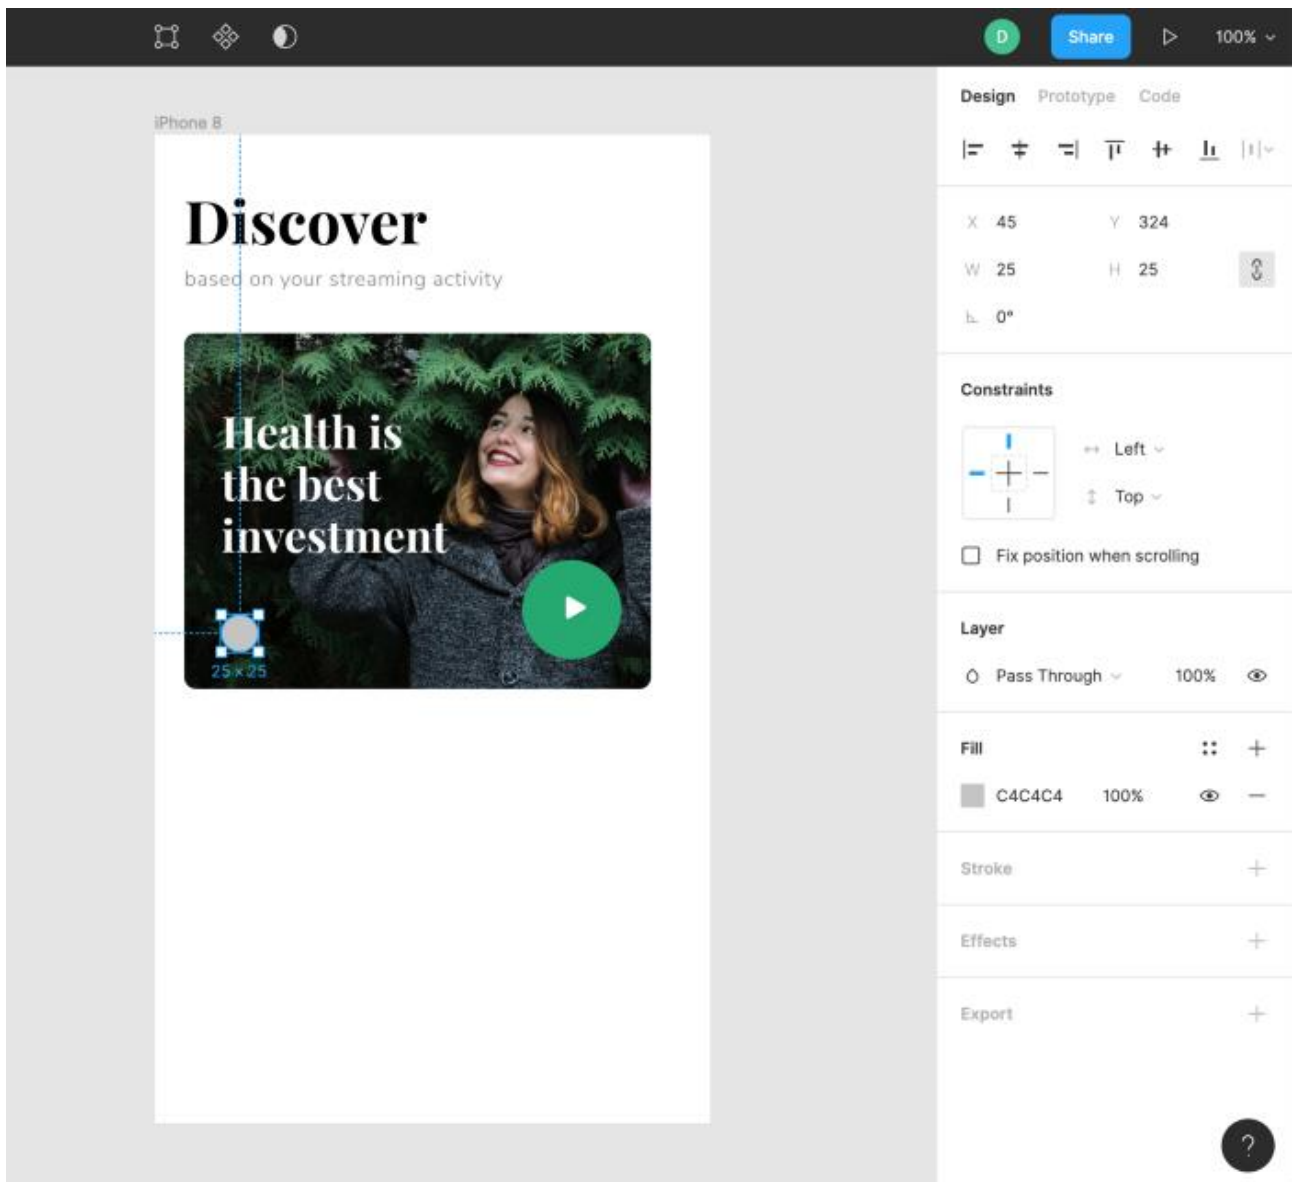 D
Share
100%
Design Prototype Code
iPhone 8
Discover
based on your streaming activity
Health is
the best
investment
25 × 25
X 45 Y 324
W 25 H 25
0°
Constraints
Left
Top
Fix position when scrolling
Layer
Pass Through 100%
Fill
C4C4C4 100%
Stroke
Effects
Export
?